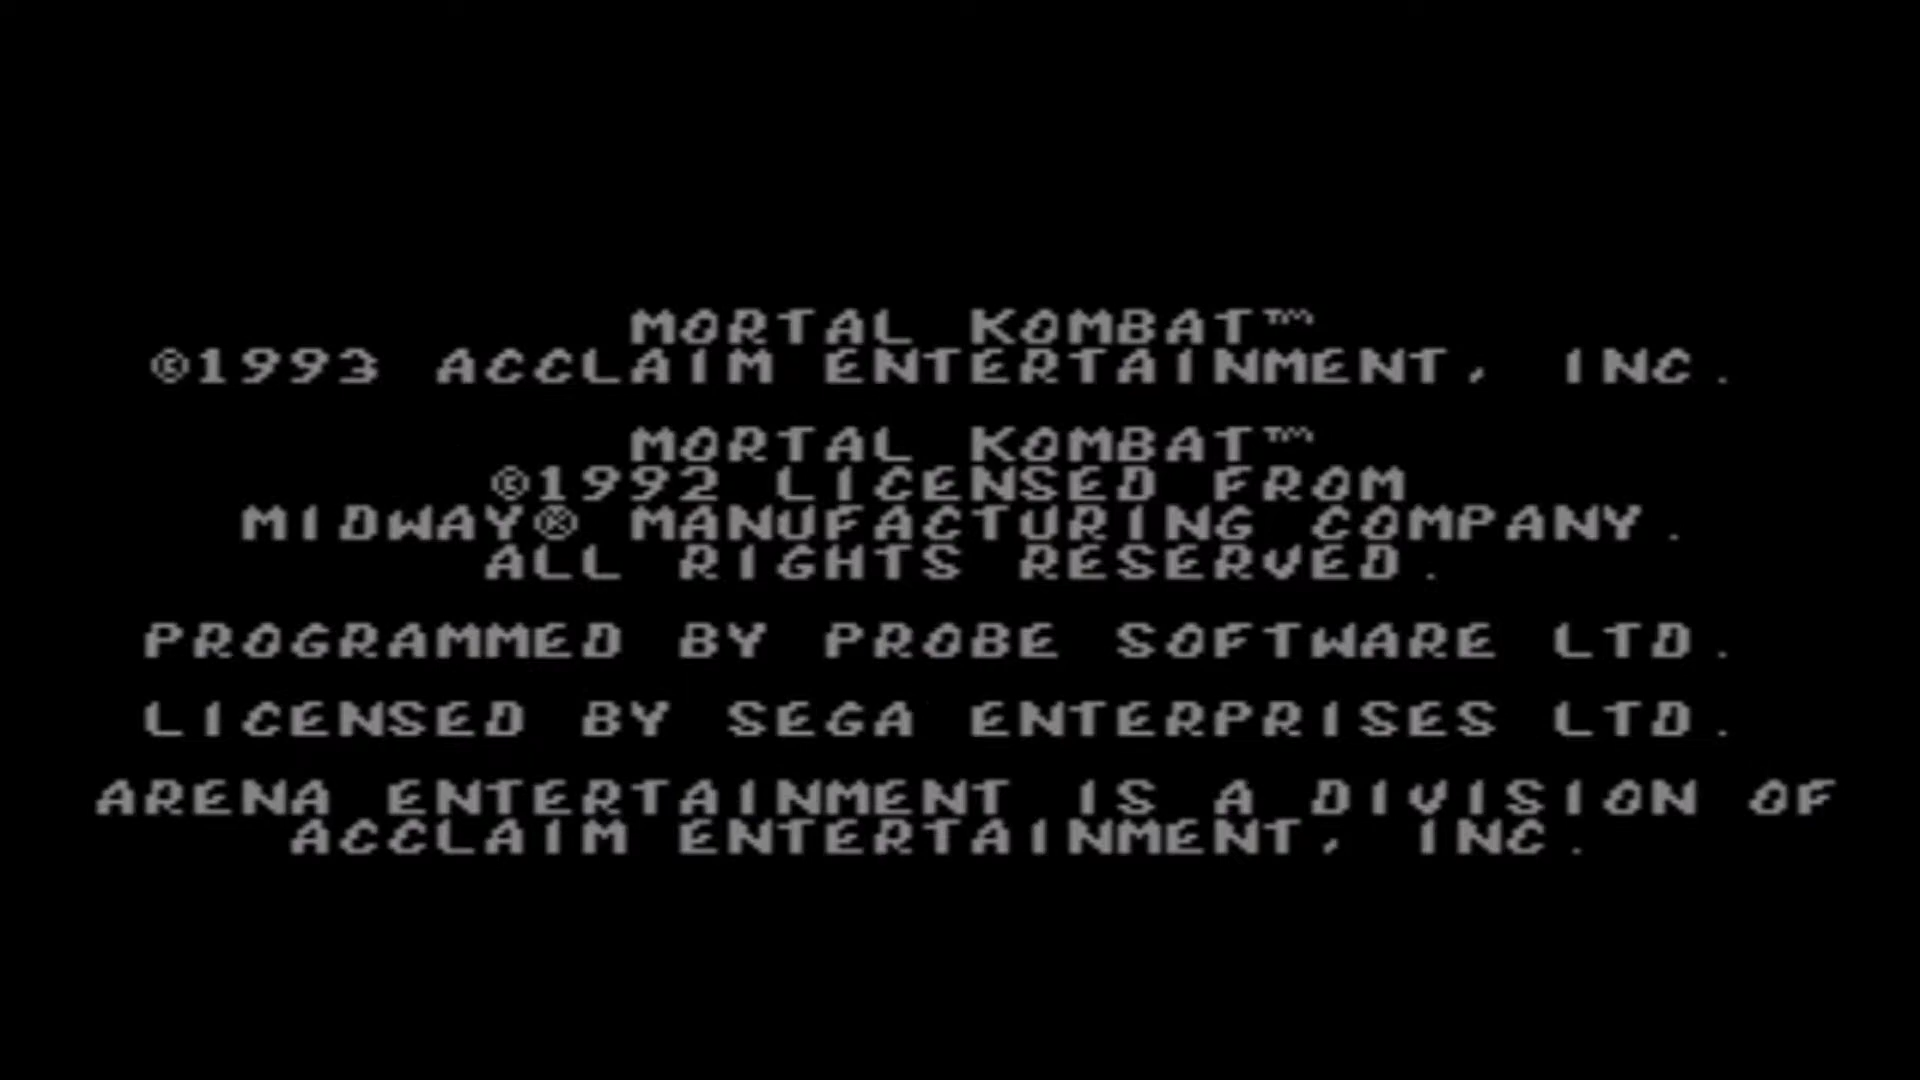 MORTAL KOMBAT™
©1993 ACCLAIM ENTERTAINMENT, INC.
MORTAL KOMBAT™
©1992 LICENSED FROM
MIDWAY® MANUFACTURING COMPANY.
ALL RIGHTS RESERVED.
PROGRAMMED BY PROBE SOFTWARE LTD.
LICENSED BY SEGA ENTERPRISES LTD.
ARENA ENTERTAINMENT IS A DIVISION OF
ACCLAIM ENTERTAINMENT, INC.